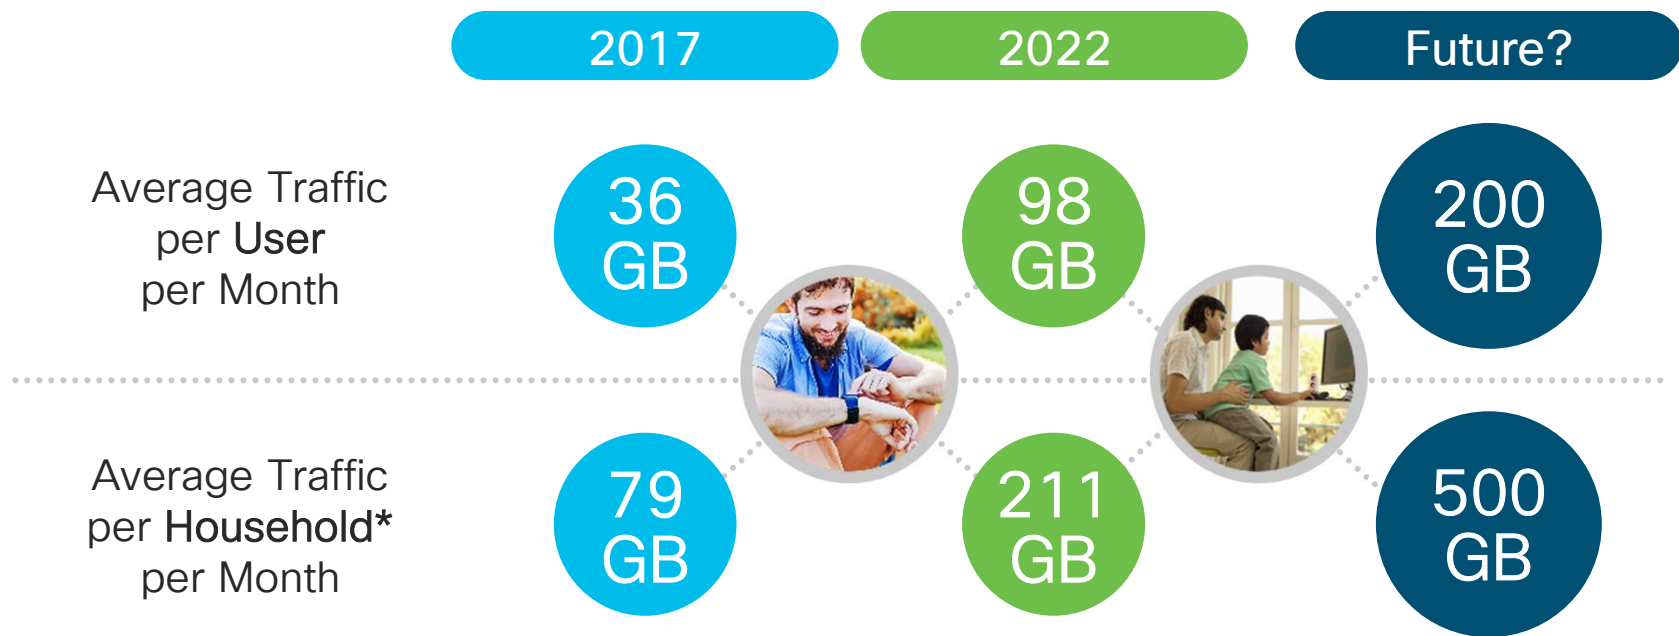 2017 2022 Future?
Average Traffic
per User
per Month
36
GB
98
GB
200
GB
Average Traffic
per Household*
per Month
79
GB
211
GB
500
GB